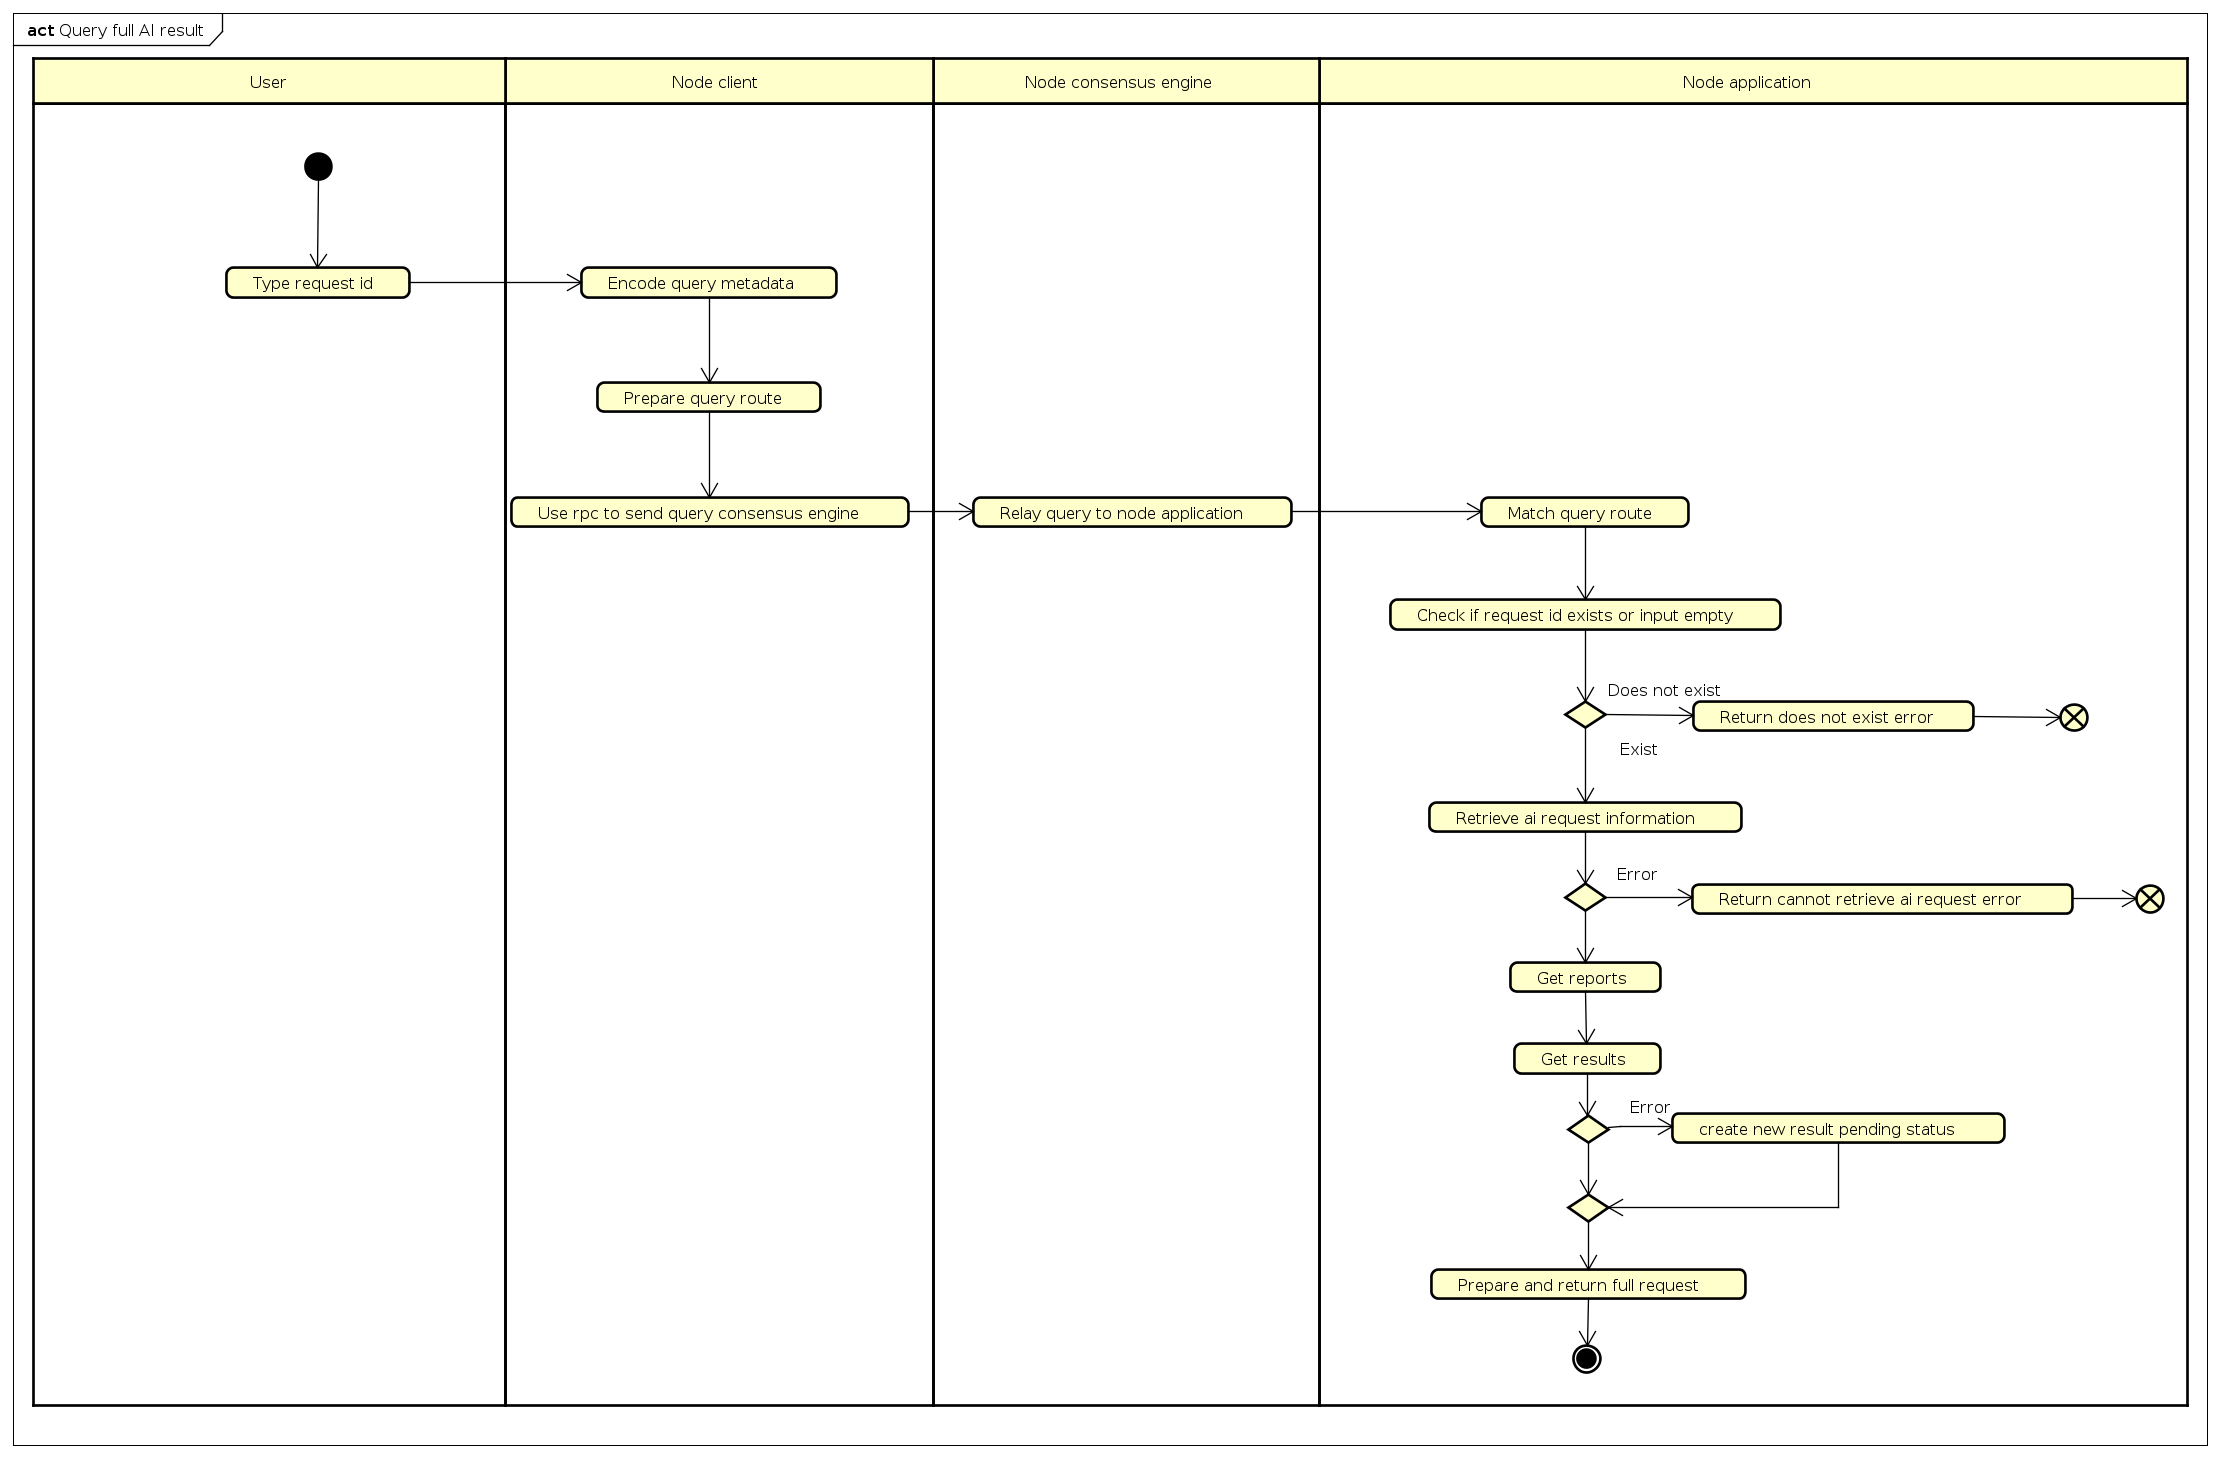 act Query full AI result
User
Node client
Node consensus engine
Node application
Type request id
Encode query metadata
Prepare query route
Use rpc to send query consensus engine
Relay query to node application
Match query route
Check if request id exists or input empty
Does not exist
Return does not exist error
Exist
Retrieve ai request information
Error
Return cannot retrieve ai request error
Get reports
Get results
Error
create new result pending status
Prepare and return full request